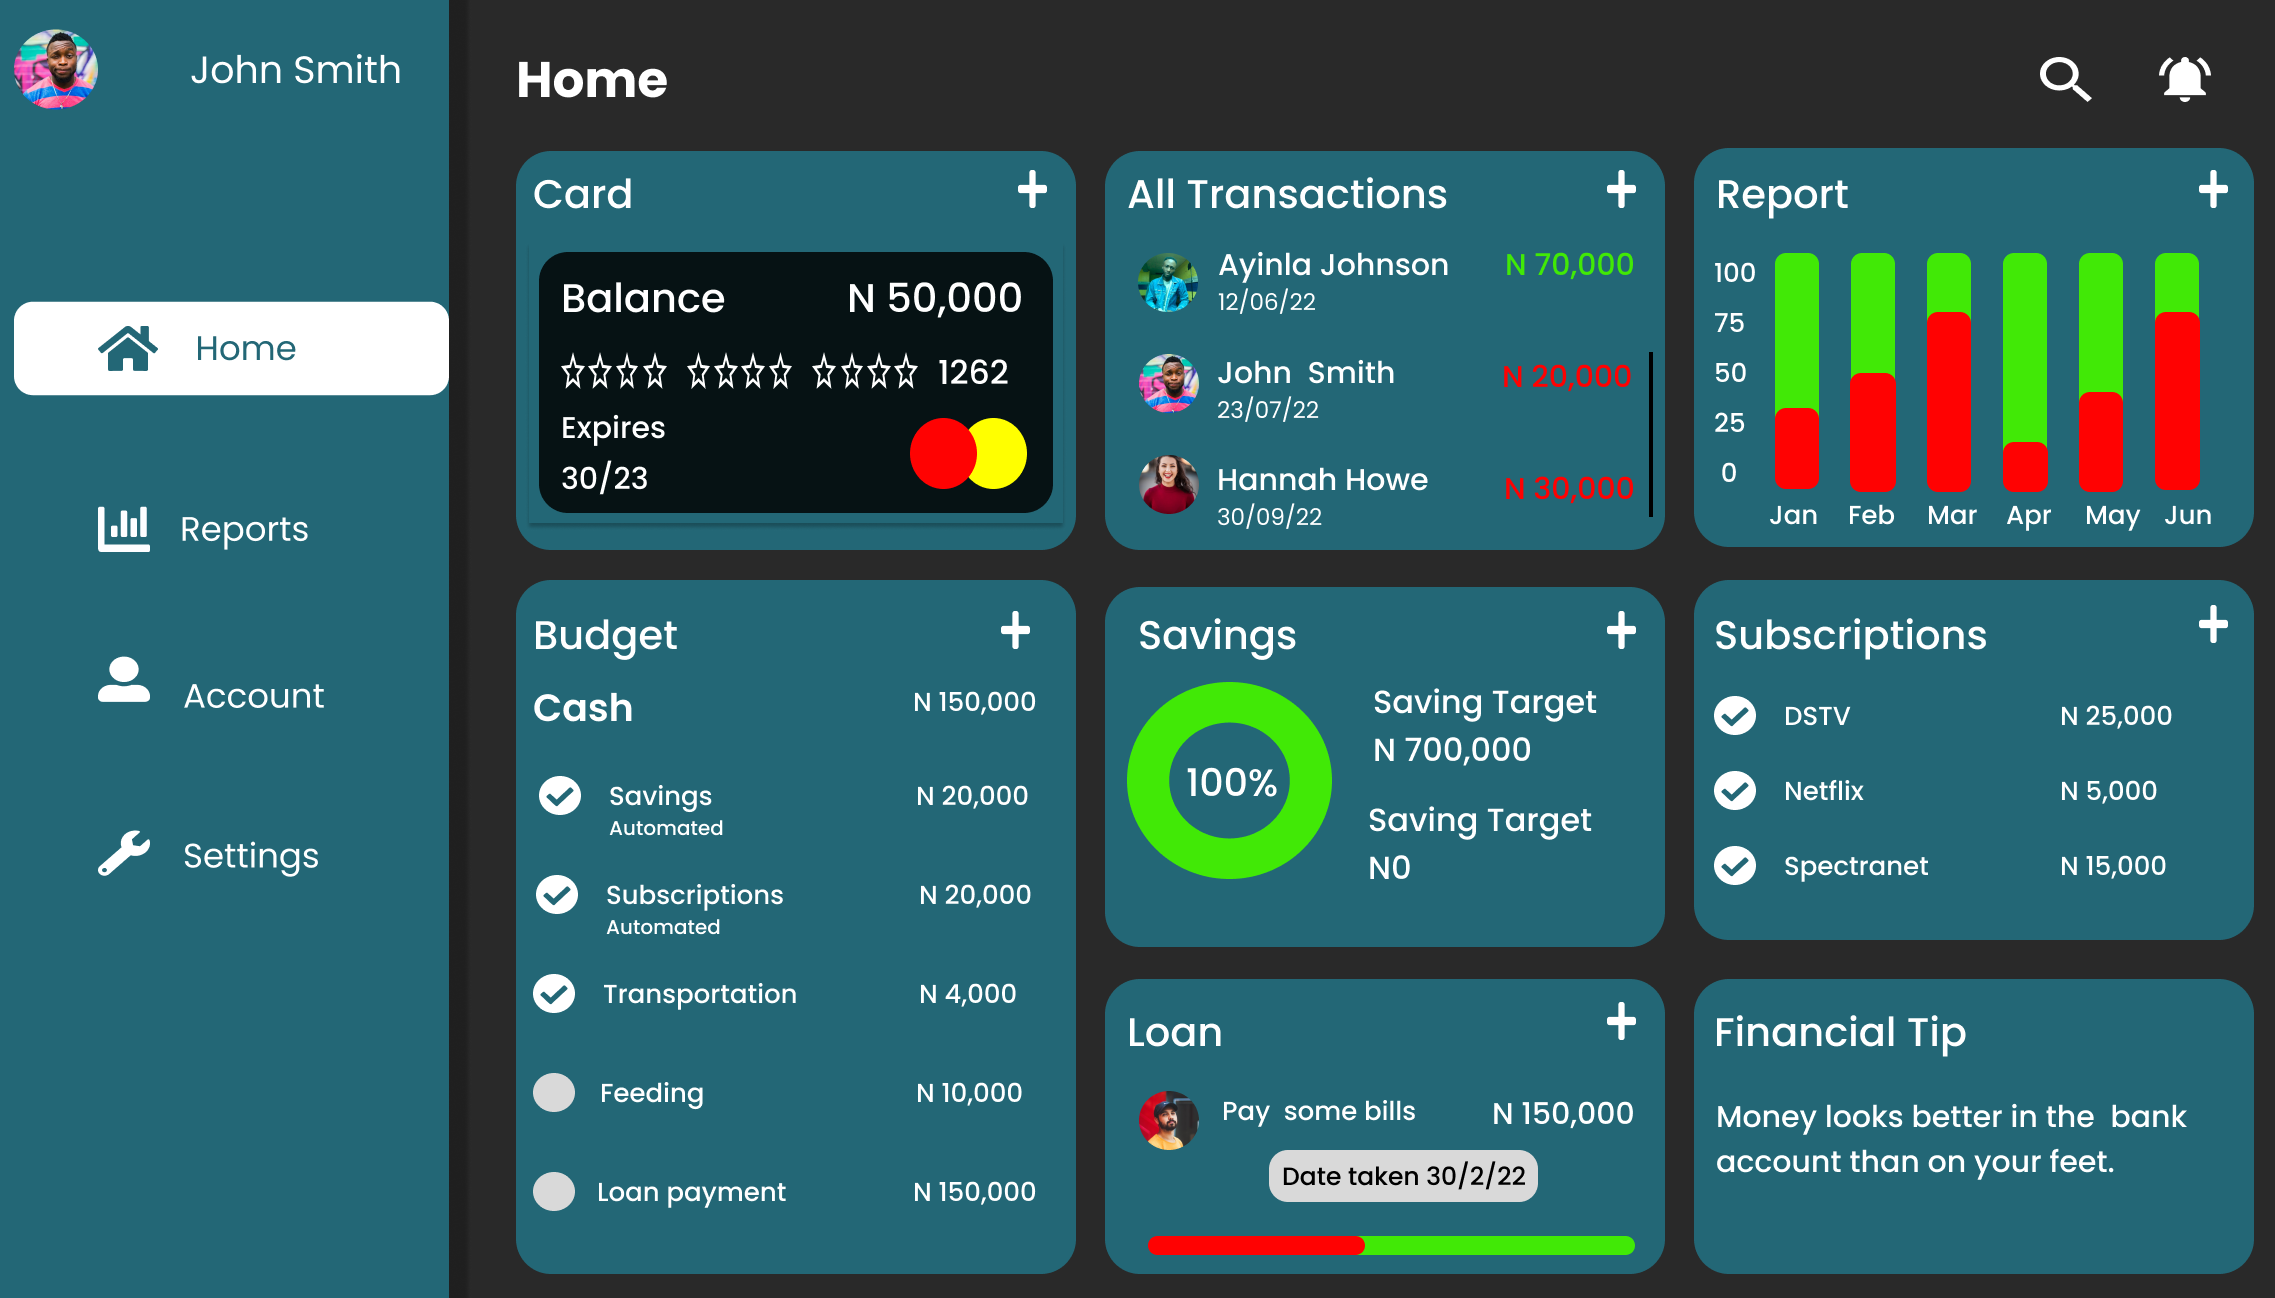 John Smith
Home
Reports
Account
Settings
Home
Card
Balance N 50,000
☆☆☆☆ ☆☆☆☆ ☆☆☆☆ 1262
Expires
30/23
All Transactions
Ayinla Johnson N 70,000
12/06/22
John Smith N 20,000
23/07/22
Hannah Howe N 30,000
30/09/22
Report
100
75
50
25
0
Jan Feb Mar Apr May Jun
Budget
Cash N 150,000
Savings N 20,000
Automated
Subscriptions N 20,000
Automated
Transportation N 4,000
Feeding N 10,000
Loan payment N 150,000
Savings
100%
Saving Target
N 700,000
Saving Target
N0
Subscriptions
DSTV N 25,000
Netflix N 5,000
Spectranet N 15,000
Loan
Pay some bills N 150,000
Date taken 30/2/22
Financial Tip
Money looks better in the bank
account than on your feet.